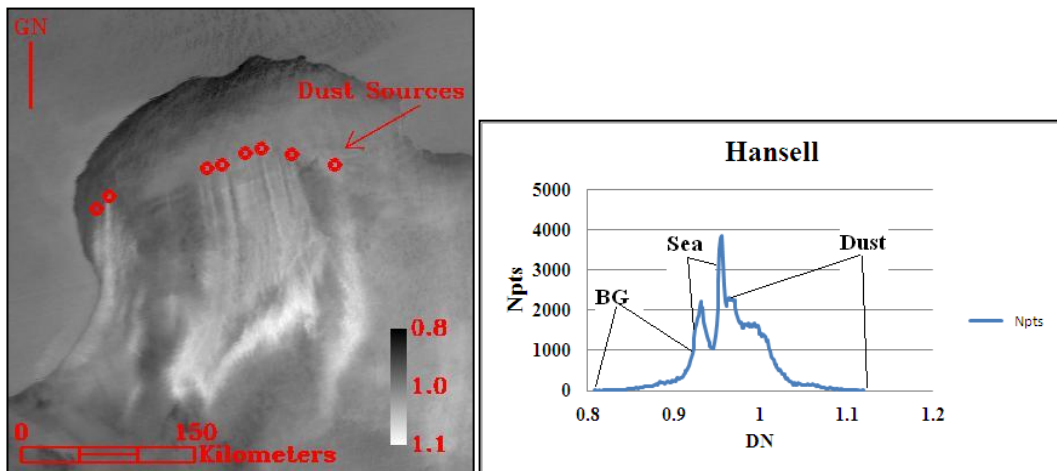 GN
Dust Sources
0.8
1.0
1.1
0 150
Kilometers
Hansell
Npts
5000
4000
3000
2000
1000
0
Sea
Dust
BG
Npts
0.8 0.9 1 1.1 1.2
DN